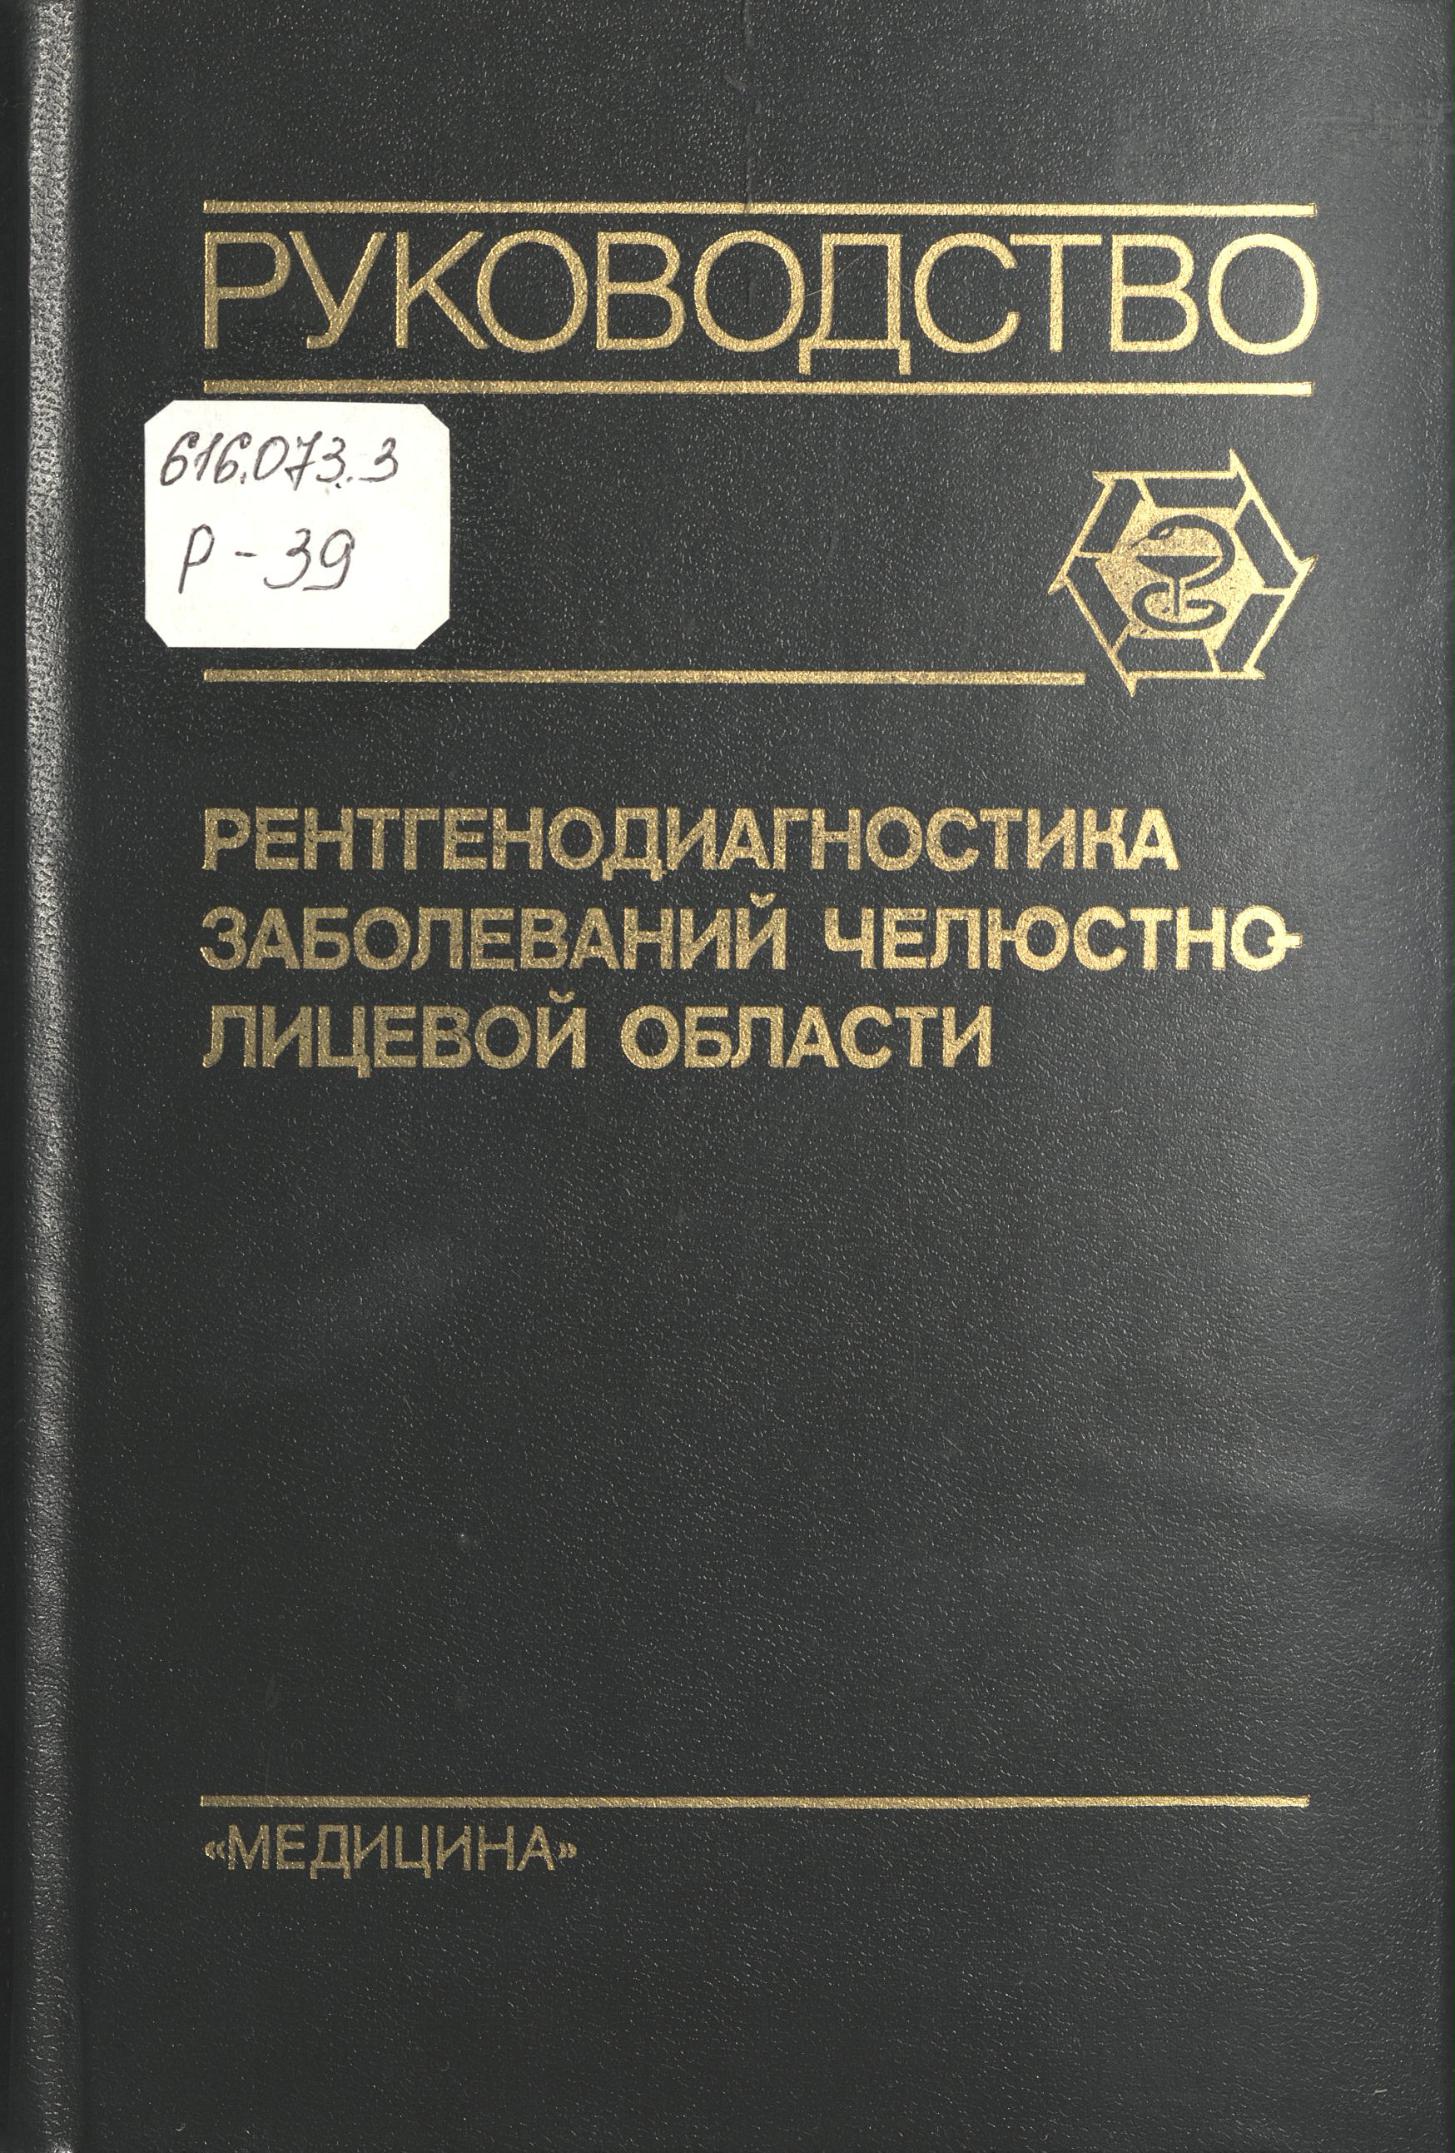 РУКОВОДСТВО
616.073.3
Р-39
РЕНТГЕНОДИАГНОСТИКА
ЗАБОЛЕВАНИЙ ЧЕЛЮСТНО-
ЛИЦЕВОЙ ОБЛАСТИ
«МЕДИЦИНА»